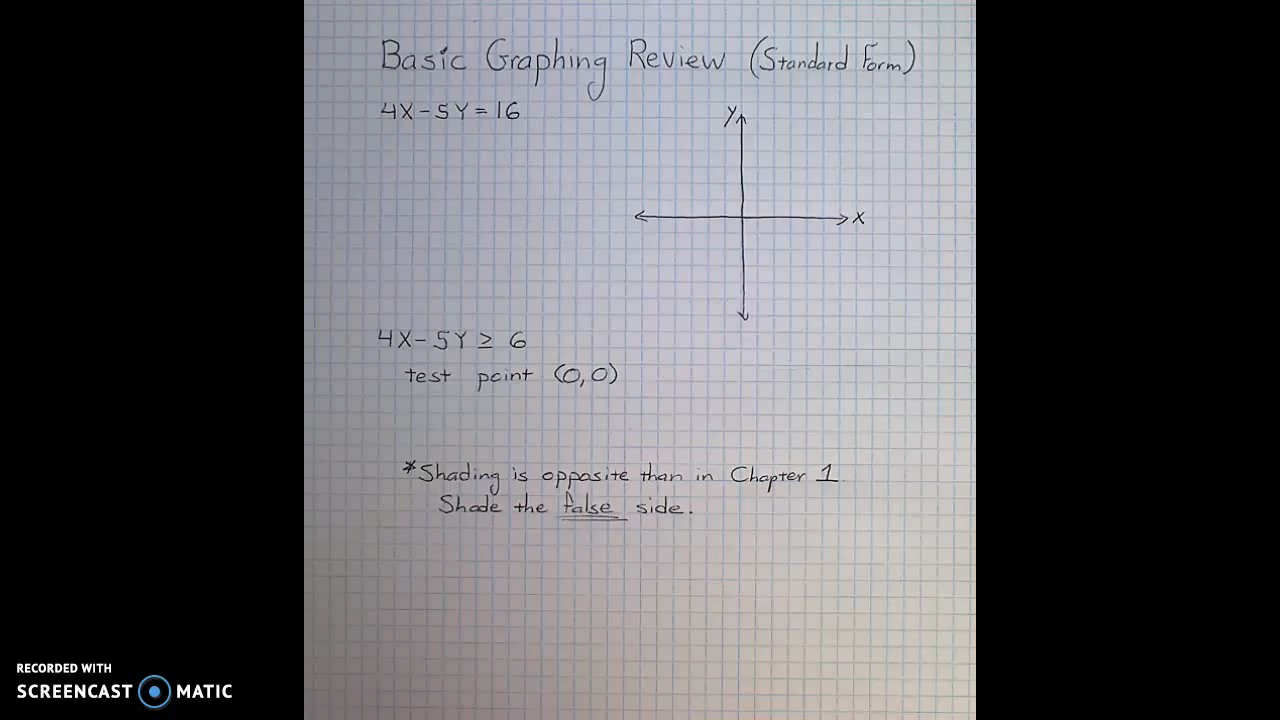 Basic Graphing Review (Standard Form)
4X-5Y=16
y
x
4X-5Y ≥ 6
test point (0,0)
*Shading is opposite than in Chapter 1.
Shade the false side.
RECORDED WITH
SCREENCAST MATIC